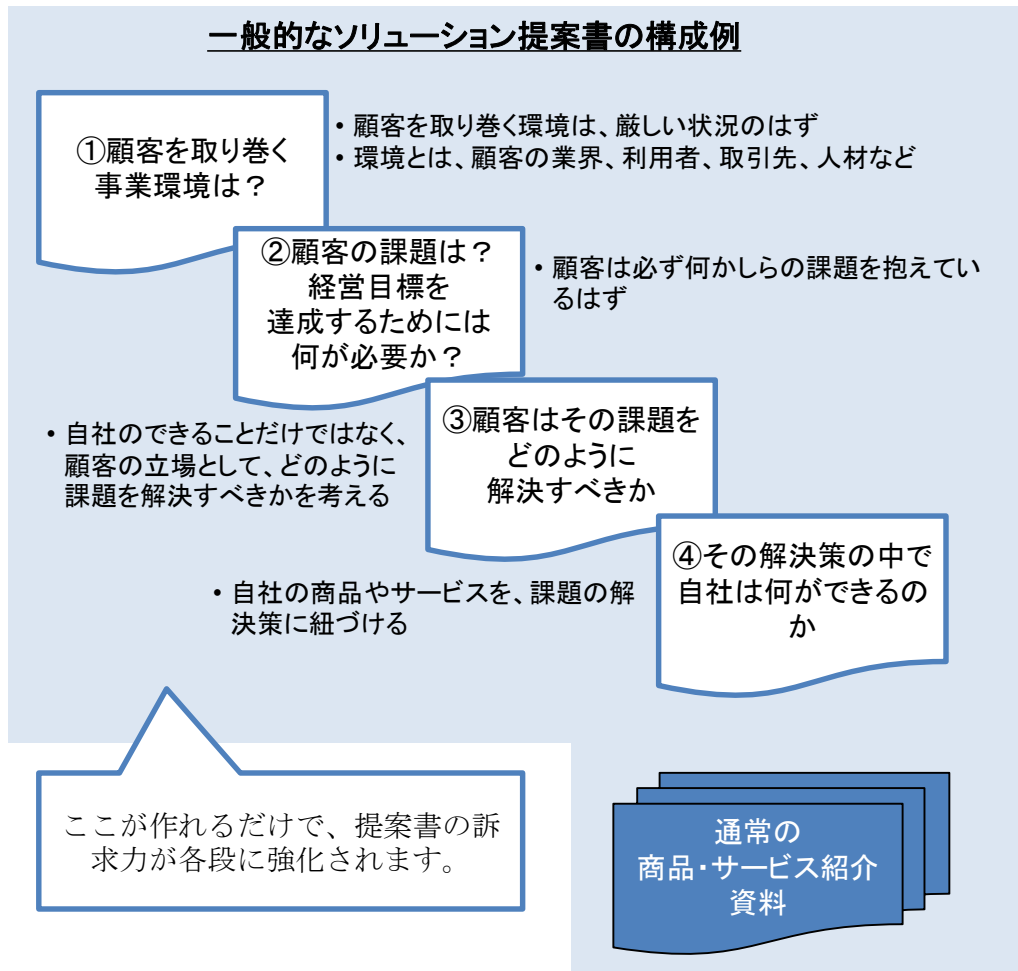 一般的なソリューション提案書の構成例
①顧客を取り巻く
事業環境は？
• 顧客を取り巻く環境は、厳しい状況のはず
• 環境とは、顧客の業界、利用者、取引先、人材など
②顧客の課題は？
経営目標を
達成するためには
何が必要か？
• 顧客は必ず何かしらの課題を抱えてい
るはず
③顧客はその課題を
どのように
解決すべきか
• 自社のできることだけではなく、
顧客の立場として、どのように
課題を解決すべきかを考える
④その解決策の中で
自社は何ができるの
か
• 自社の商品やサービスを、課題の解
決策に紐づける
ここが作れるだけで、提案書の訴
求力が各段に強化されます。
通常の
商品・サービス紹介
資料